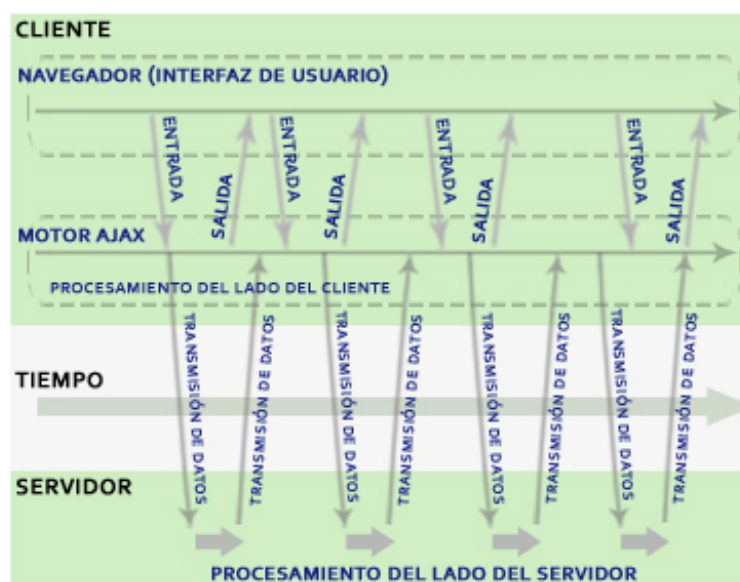 CLIENTE
NAVEGADOR (INTERFAZ DE USUARIO)
ENTRADA
SALIDA
ENTRADA
SALIDA
ENTRADA
SALIDA
ENTRADA
SALIDA
MOTOR AJAX
PROCESAMIENTO DEL LADO DEL CLIENTE
TRANSMISIÓN DE DATOS
TRANSMISIÓN DE DATOS
TRANSMISIÓN DE DATOS
TRANSMISIÓN DE DATOS
TRANSMISIÓN DE DATOS
TRANSMISIÓN DE DATOS
TRANSMISIÓN DE DATOS
TRANSMISIÓN DE DATOS
TIEMPO
SERVIDOR
PROCESAMIENTO DEL LADO DEL SERVIDOR